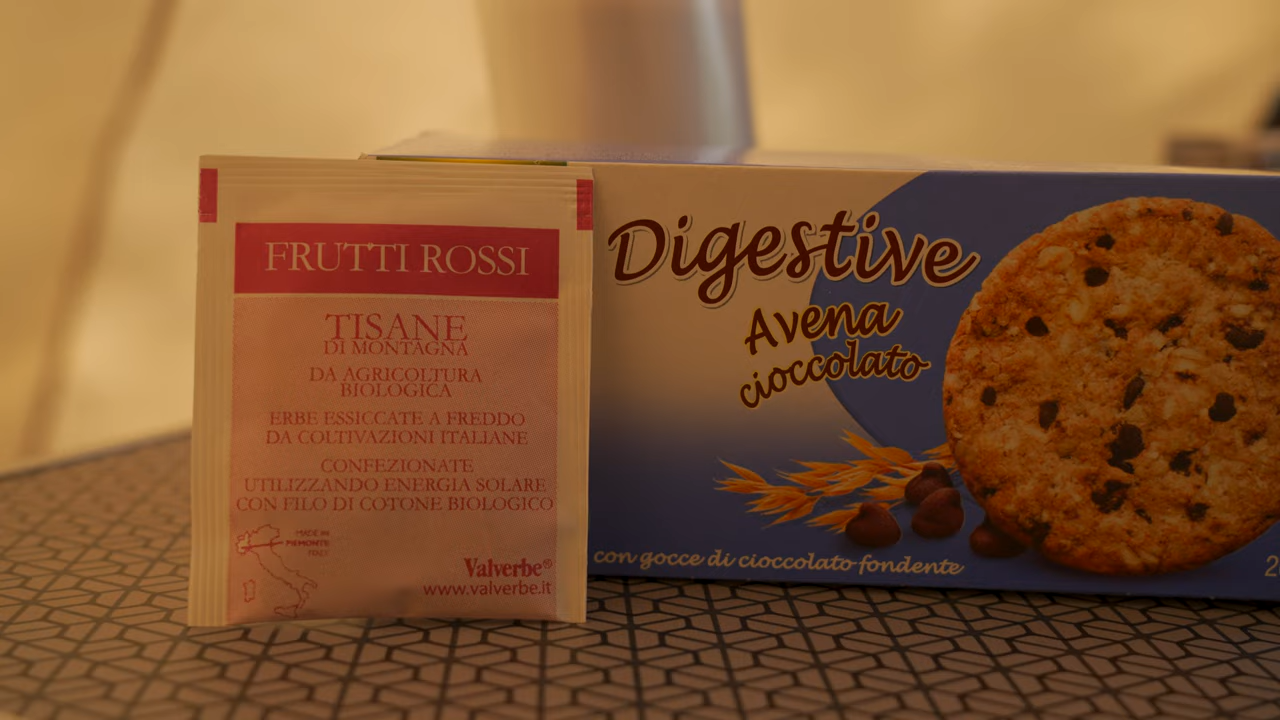 FRUTTI ROSSI
TISANE
DI MONTAGNA
DA AGRICOLTURA
BIOLOGICA
ERBE ESSICCATE A FREDDO
DA COLTIVAZIONI ITALIANE
CONFEZIONATE
UTILIZZANDO ENERGIA SOLARE
CON FILO DI COTONE BIOLOGICO
MADE IN
PIEMONTE
ITALY
Valverbe®
www.valverbe.it
Digestive
Avena
cioccolato
con gocce di cioccolato fondente